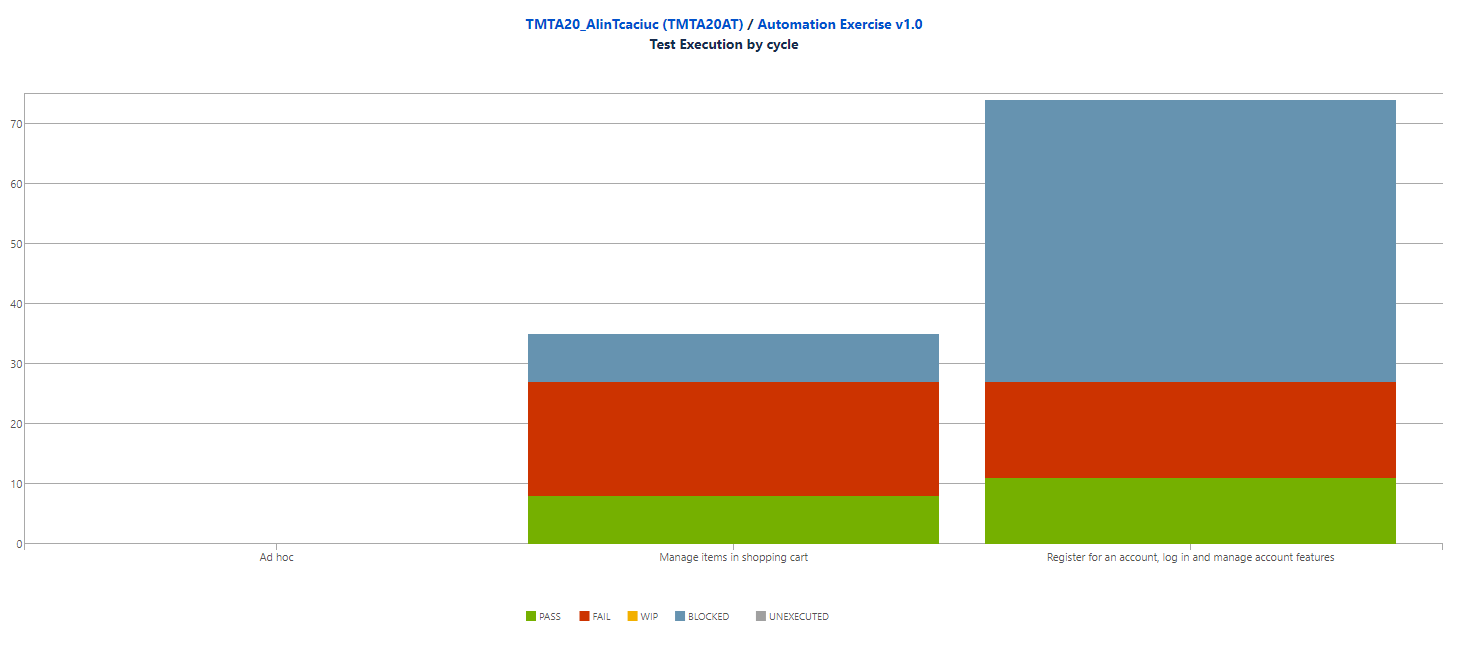 TMTA20_AlinTcaciuc (TMTA20AT) / Automation Exercise v1.0
Test Execution by cycle
70
60
50
40
30
20
10
0
Ad hoc
Manage items in shopping cart
Register for an account, log in and manage account features
PASS
FAIL
WIP
BLOCKED
UNEXECUTED